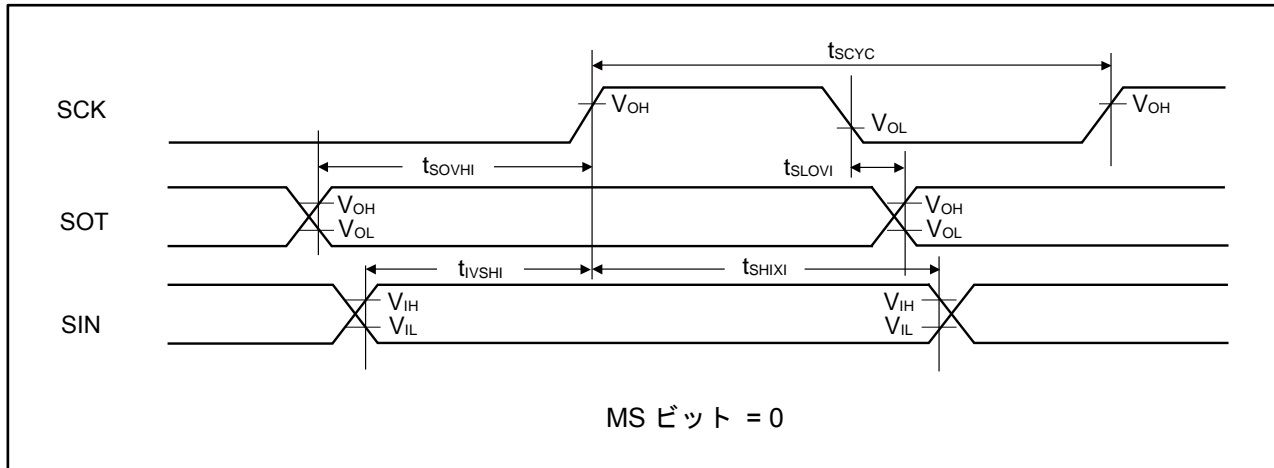 tSCYC
SCK
VOH
VOL
VOH
tSOVHI
tSLOVI
SOT
VOH
VOL
VOH
VOL
tIVSHI
tSHIXI
SIN
VIH
VIL
VIH
VIL
MS ビット = 0